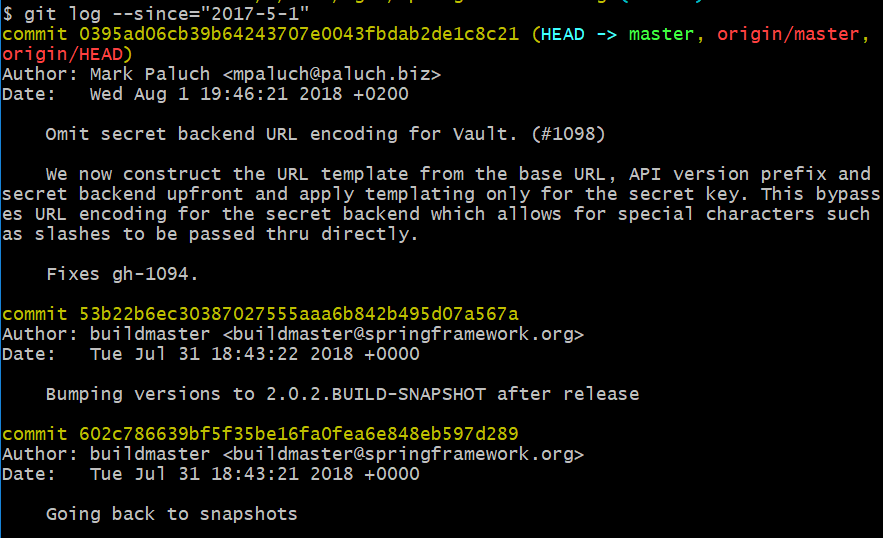 $ git log --since="2017-5-1"
commit 0395ad06cb39b64243707e0043fbdab2de1c8c21 (HEAD -> master, origin/master,
origin/HEAD)
Author: Mark Paluch <mpaluch@paluch.biz>
Date:   Wed Aug 1 19:46:21 2018 +0200
Omit secret backend URL encoding for Vault. (#1098)
We now construct the URL template from the base URL, API version prefix and
secret backend upfront and apply templating only for the secret key. This bypass
es URL encoding for the secret backend which allows for special characters such
as slashes to be passed thru directly.
Fixes gh-1094.
commit 53b22b6ec30387027555aaa6b842b495d07a567a
Author: buildmaster <buildmaster@springframework.org>
Date:   Tue Jul 31 18:43:22 2018 +0000
Bumping versions to 2.0.2.BUILD-SNAPSHOT after release
commit 602c786639bf5f35be16fa0fea6e848eb597d289
Author: buildmaster <buildmaster@springframework.org>
Date:   Tue Jul 31 18:43:21 2018 +0000
Going back to snapshots